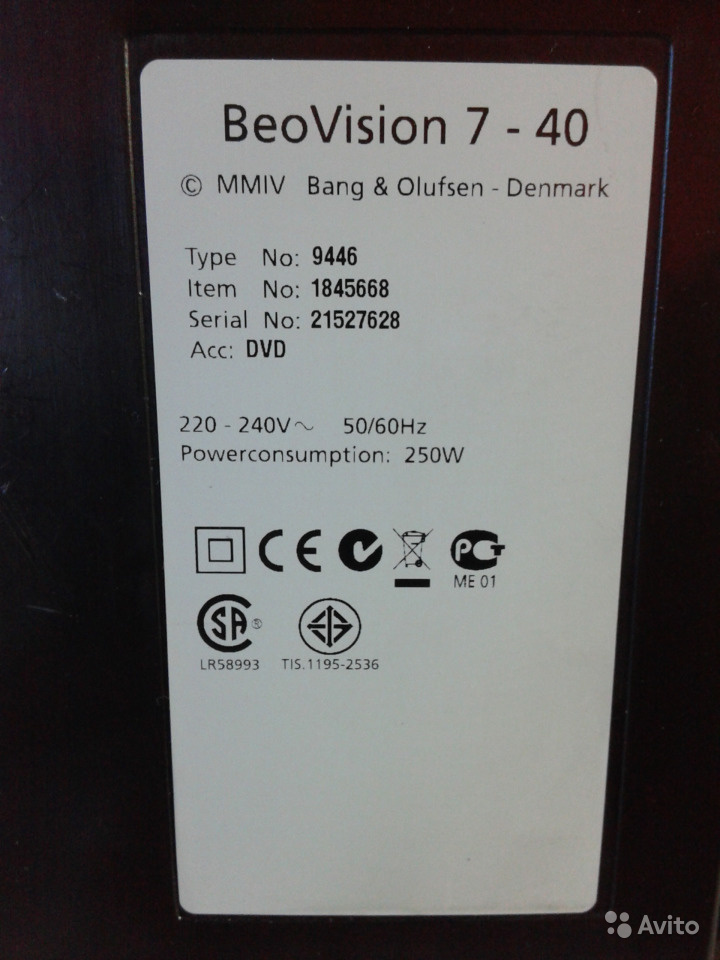 BeoVision 7 - 40
© MMIV Bang & Olufsen - Denmark
Type No: 9446
Item No: 1845668
Serial No: 21527628
Acc: DVD
220 - 240V~ 50/60Hz
Powerconsumption: 250W
CE PCT
ME 01
SA ®
LR58993 TIS.1195-2536
Avito